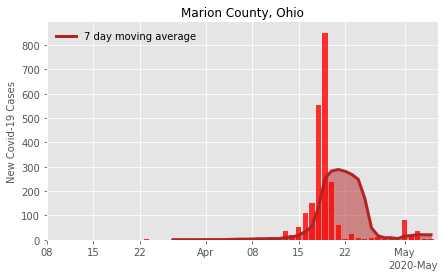 Marion County, Ohio
7 day moving average
New Covid-19 Cases
800
700
600
500
400
300
200
100
0
08 15 22 Apr 08 15 22 May
2020-May